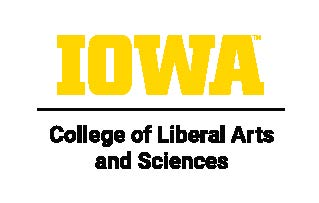 IOWA™
College of Liberal Arts
and Sciences